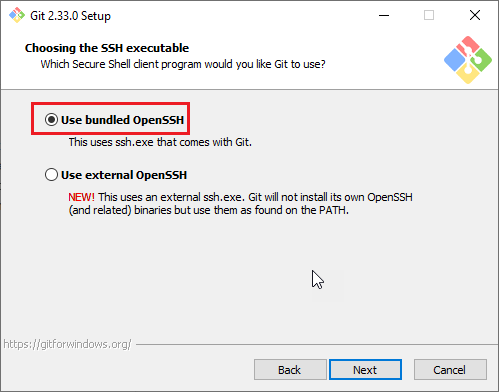 Git 2.33.0 Setup
Choosing the SSH executable
Which Secure Shell client program would you like Git to use?
Use bundled OpenSSH
This uses ssh.exe that comes with Git.
Use external OpenSSH
NEW! This uses an external ssh.exe. Git will not install its own OpenSSH
(and related) binaries but use them as found on the PATH.
https://gitforwindows.org/
Back
Next
Cancel